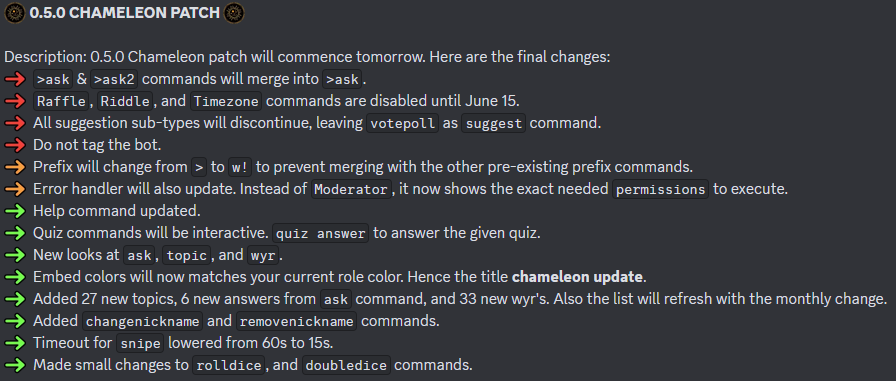 0.5.0 CHAMELEON PATCH
Description: 0.5.0 Chameleon patch will commence tomorrow. Here are the final changes:
>ask & >ask2 commands will merge into >ask.
Raffle, Riddle, and Timezone commands are disabled until June 15.
All suggestion sub-types will discontinue, leaving votepoll as suggest command.
Do not tag the bot.
Prefix will change from > to w! to prevent merging with the other pre-existing prefix commands.
Error handler will also update. Instead of Moderator, it now shows the exact needed permissions to execute.
Help command updated.
Quiz commands will be interactive. quiz answer to answer the given quiz.
New looks at ask, topic, and wyr.
Embed colors will now matches your current role color. Hence the title chameleon update.
Added 27 new topics, 6 new answers from ask command, and 33 new wyr's. Also the list will refresh with the monthly change.
Added changenickname and removenickname commands.
Timeout for snipe lowered from 60s to 15s.
Made small changes to rolldice, and doubledice commands.